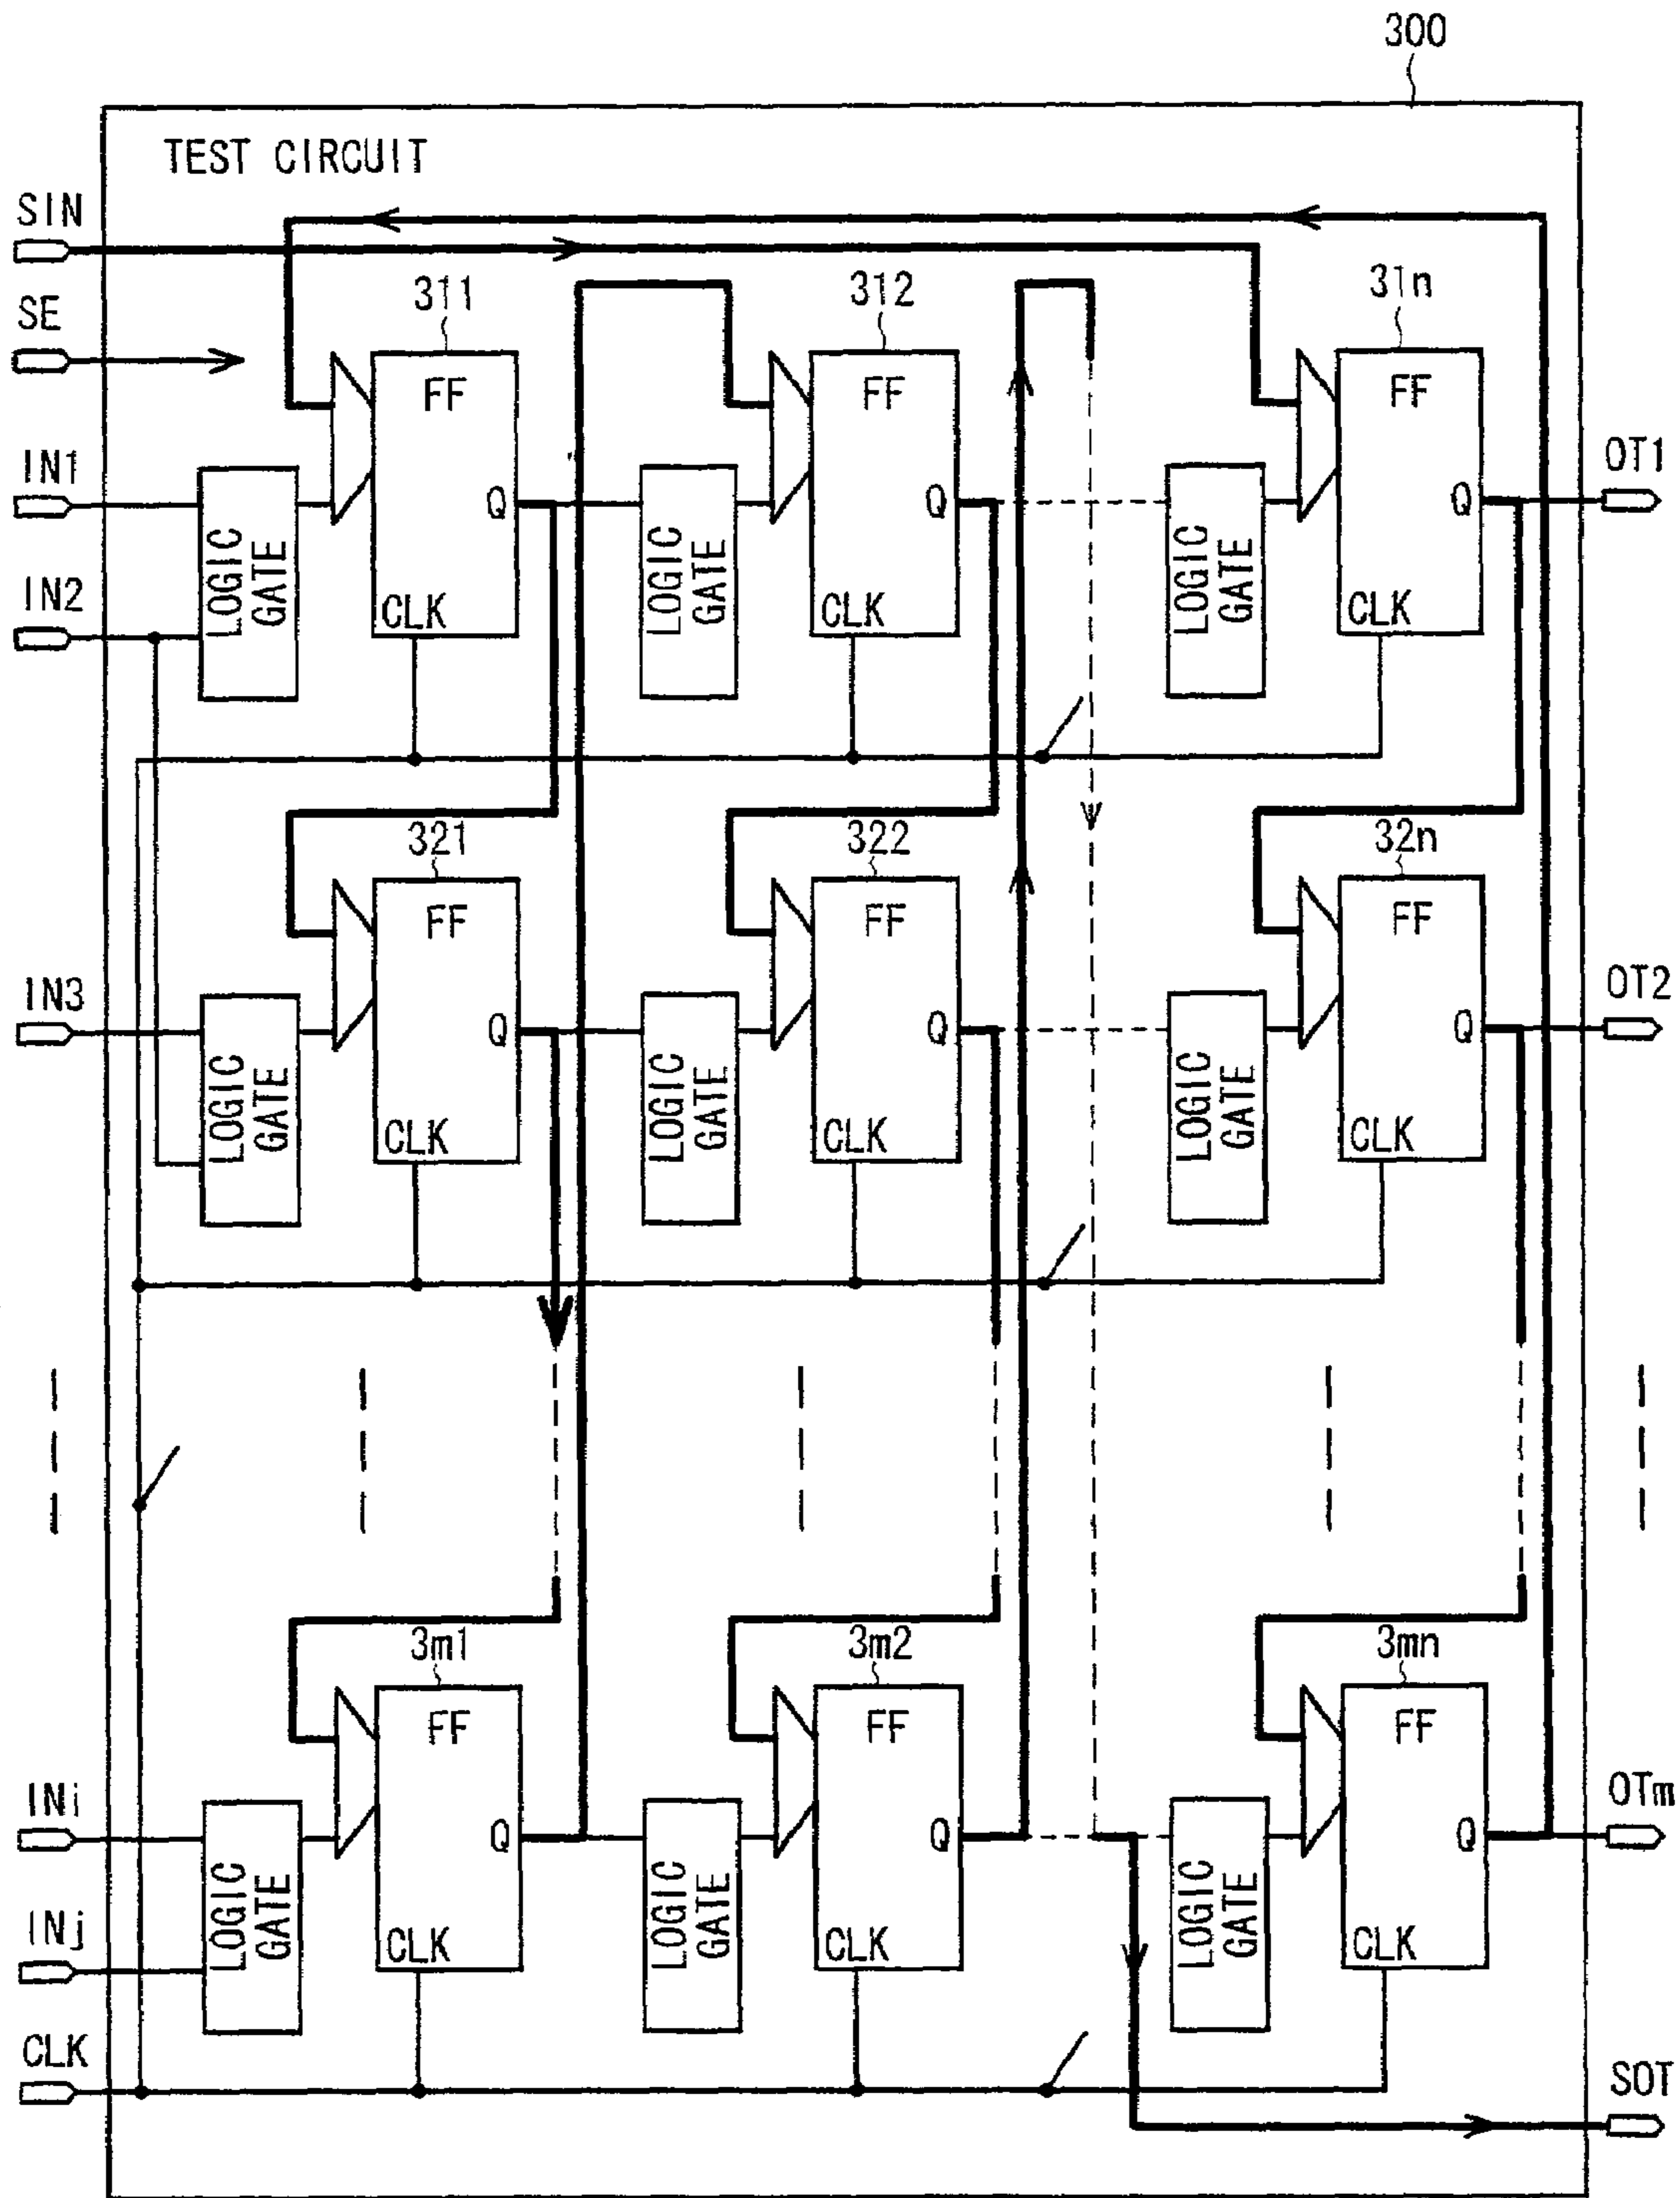 300
TEST CIRCUIT
SIN
SE
311
312
31n
FF
FF
FF
IN1
Q
Q
Q
OT1
LOGIC GATE
LOGIC GATE
LOGIC GATE
IN2
CLK
CLK
CLK
321
322
32n
FF
FF
FF
IN3
Q
Q
Q
OT2
LOGIC GATE
LOGIC GATE
LOGIC GATE
CLK
CLK
CLK
3m1
3m2
3mn
FF
FF
FF
INi
Q
Q
Q
OTm
LOGIC GATE
LOGIC GATE
LOGIC GATE
INj
CLK
CLK
CLK
CLK
SOT